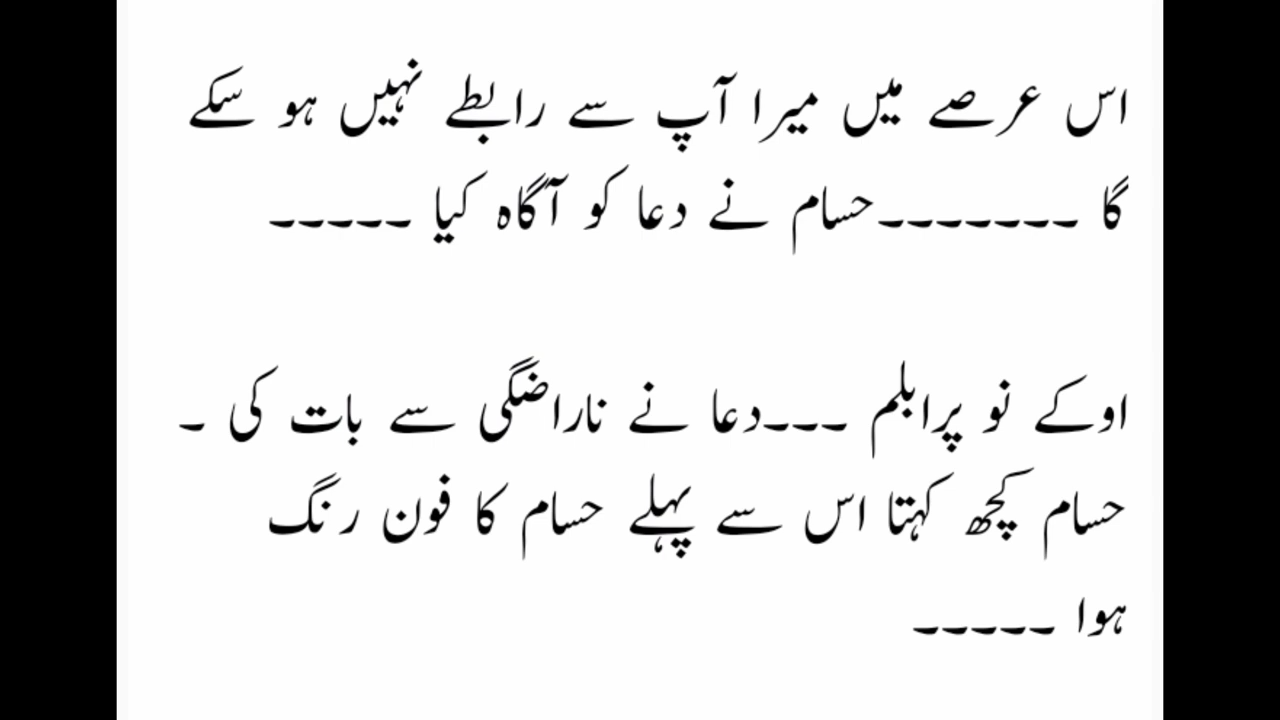 اس عرصے میں میرا آپ سے رابطے نہیں ہو سکے
گا ۔۔۔۔۔۔۔حسام نے دعا کو آگاہ کیا ۔۔۔۔۔
اوکے نو پرابلم ۔۔۔دعا نے ناراضگی سے بات کی ۔
حسام کچھ کہتا اس سے پہلے حسام کا فون رنگ
ہوا ۔۔۔۔۔